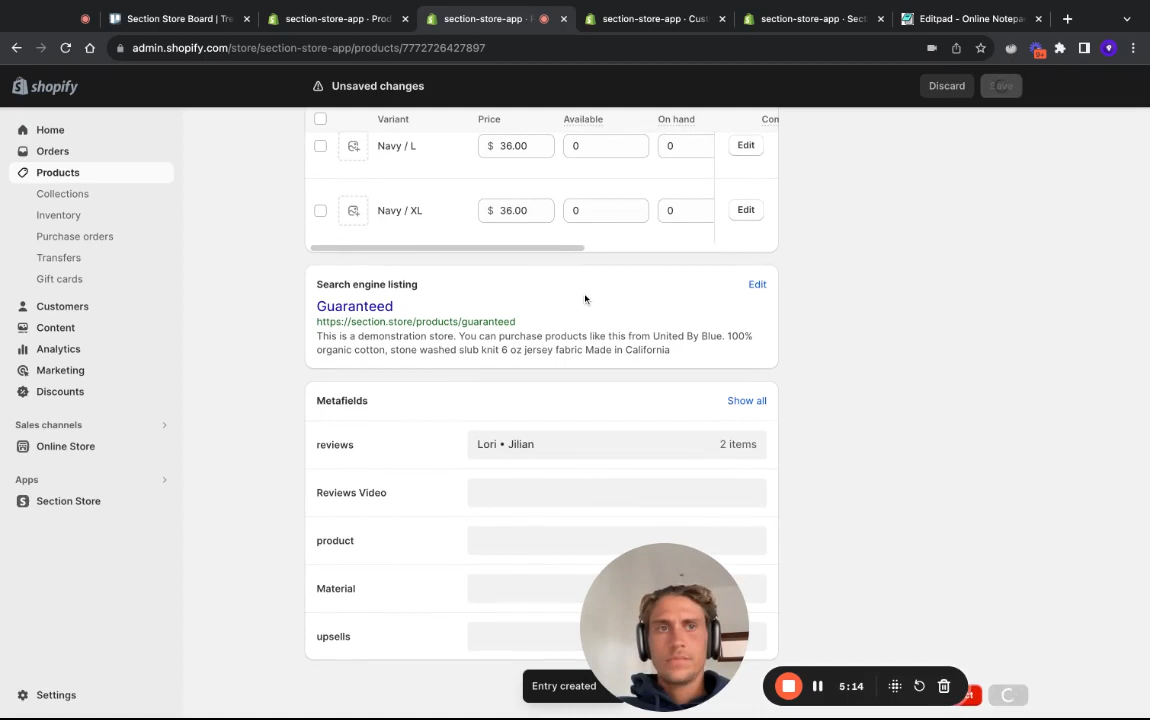 Section Store Board | Tre
section-store-app · Prod
section-store-app ·
section-store-app · Cust
section-store-app · Sect
Editpad - Online Notepa
admin.shopify.com/store/section-store-app/products/7772726427897
9+
shopify
Unsaved changes
Discard
Save
Home
Orders
Products
Collections
Inventory
Purchase orders
Transfers
Gift cards
Customers
Content
Analytics
Marketing
Discounts
Sales channels
Online Store
Apps
Section Store
Settings
Variant Price Available On hand Con
Navy / L $ 36.00 0 0 Edit
Navy / XL $ 36.00 0 0 Edit
Search engine listing Edit
Guaranteed
https://section.store/products/guaranteed
This is a demonstration store. You can purchase products like this from United By Blue. 100%
organic cotton, stone washed slub knit 6 oz jersey fabric Made in California
Metafields Show all
reviews Lori • Jilian 2 items
Reviews Video
product
Material
upsells
Entry created
5:14